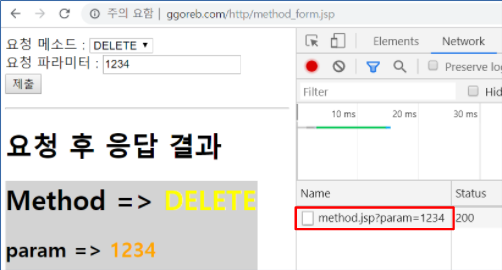 주의 요함 | ggoreb.com/http/method_form.jsp
요청 메소드 : DELETE
요청 파라미터 : 1234
제출
요청 후 응답 결과
Method => DELETE
param => 1234
Elements Network
Preserve log
Filter
Hid
10 ms 20 ms 30 ms
Name Status
method.jsp?param=1234 200